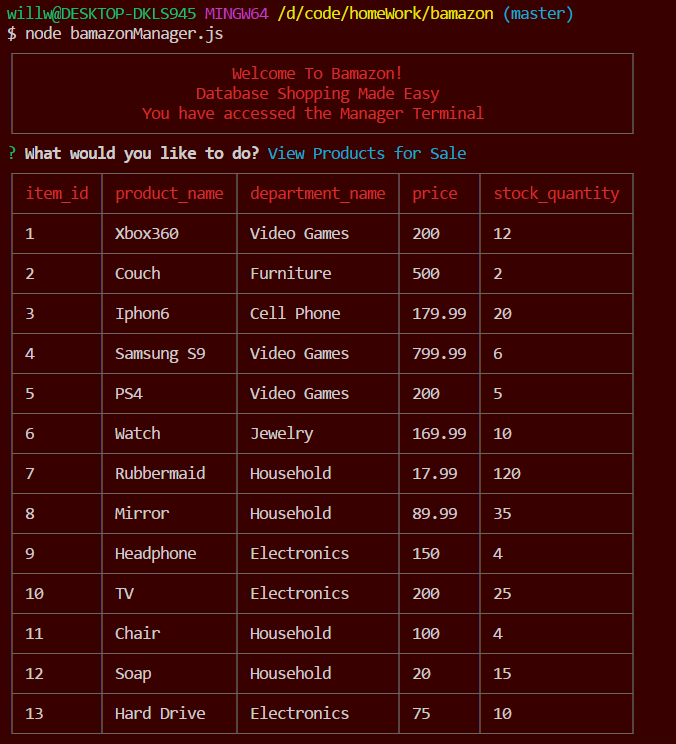 willw@DESKTOP-DKLS945 MINGW64 /d/code/homeWork/bamazon (master)
$ node bamazonManager.js
Welcome To Bamazon!
Database Shopping Made Easy
You have accessed the Manager Terminal
? What would you like to do? View Products for Sale
item_id product_name department_name price stock_quantity
1 Xbox360 Video Games 200 12
2 Couch Furniture 500 2
3 Iphon6 Cell Phone 179.99 20
4 Samsung S9 Video Games 799.99 6
5 PS4 Video Games 200 5
6 Watch Jewelry 169.99 10
7 Rubbermaid Household 17.99 120
8 Mirror Household 89.99 35
9 Headphone Electronics 150 4
10 TV Electronics 200 25
11 Chair Household 100 4
12 Soap Household 20 15
13 Hard Drive Electronics 75 10